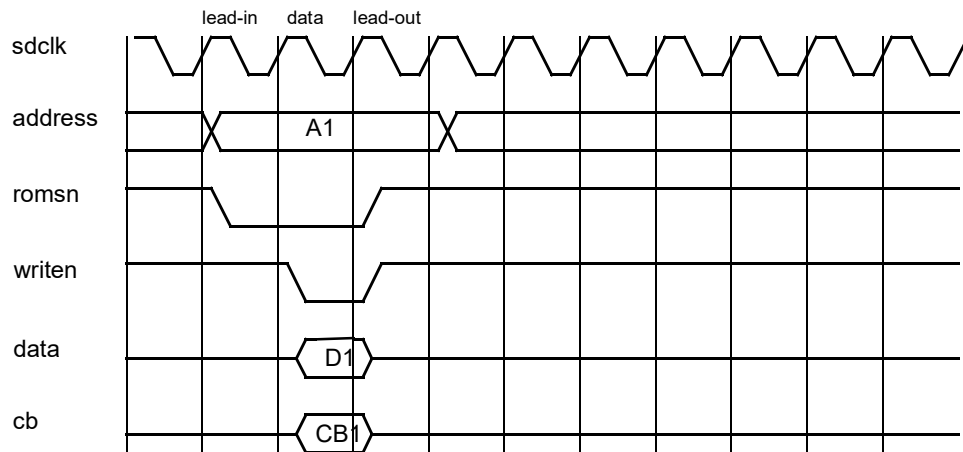 lead-in data lead-out
sdclk
address
A1
romsn
writen
data
D1
cb
CB1